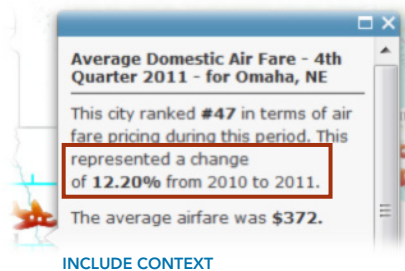 Average Domestic Air Fare - 4th
Quarter 2011 - for Omaha, NE
This city ranked #47 in terms of air
fare pricing during this period. This
represented a change
of 12.20% from 2010 to 2011.
The average airfare was $372.
INCLUDE CONTEXT